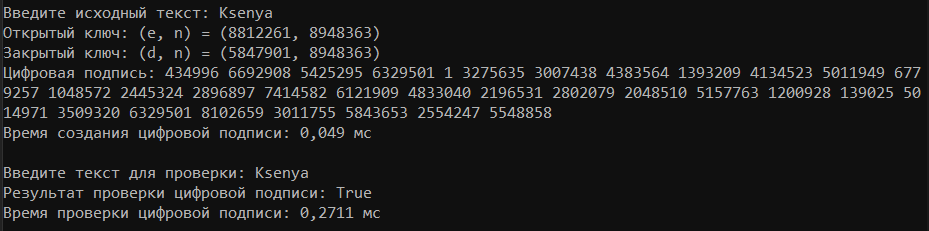 Введите исходный текст: Ksenya
Открытый ключ: (e, n) = (8812261, 8948363)
Закрытый ключ: (d, n) = (5847901, 8948363)
Цифровая подпись: 434996 6692908 5425295 6329501 1 3275635 3007438 4383564 1393209 4134523 5011949 677
9257 1048572 2445324 2896897 7414582 6121909 4833040 2196531 2802079 2048510 5157763 1200928 139025 50
14971 3509320 6329501 8102659 3011755 5843653 2554247 5548858
Время создания цифровой подписи: 0,049 мс
Введите текст для проверки: Ksenya
Результат проверки цифровой подписи: True
Время проверки цифровой подписи: 0,2711 мс